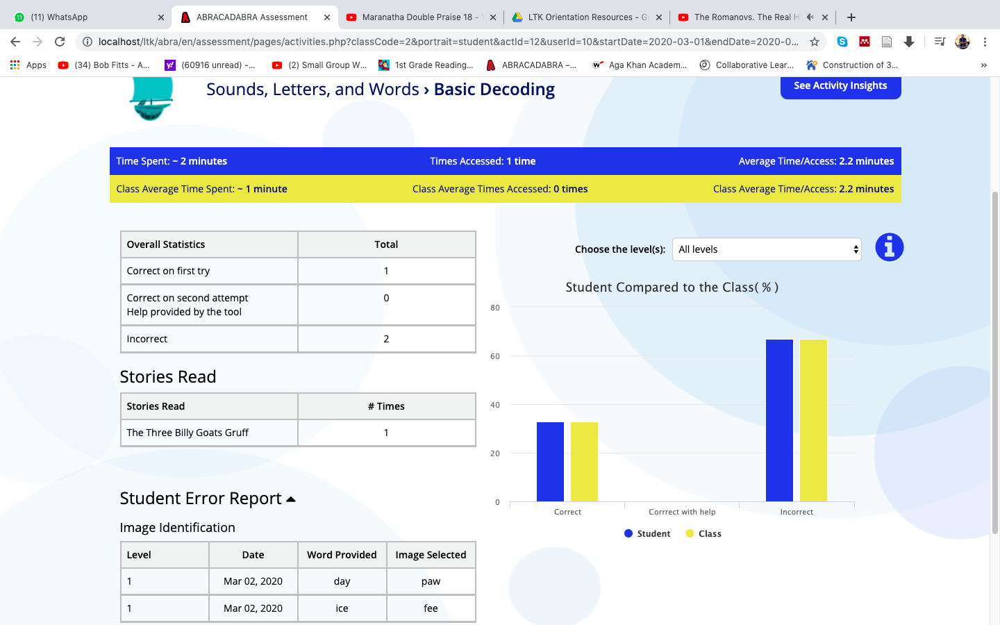 (11) WhatsApp
ABRACADABRA Assessment
Maranatha Double Praise 18 -
LTK Orientation Resources - G
The Romanovs. The Real H
localhost/ltk/abra/en/assessment/pages/activities.php?classCode=2&portrait=student&actId=12&userId=10&startDate=2020-03-01&endDate=2020-0...
Apps
(34) Bob Fitts - A...
(60916 unread) -...
(2) Small Group W...
1st Grade Reading...
ABRACADABRA –...
Aga Khan Academ...
Collaborative Lear...
Construction of 3...
»
Sounds, Letters, and Words › Basic Decoding
See Activity Insights
Time Spent: ~ 2 minutes
Times Accessed: 1 time
Average Time/Access: 2.2 minutes
Class Average Time Spent: ~ 1 minute
Class Average Times Accessed: 0 times
Class Average Time/Access: 2.2 minutes
Overall Statistics Total
Correct on first try 1
Correct on second attempt 0
Help provided by the tool
Incorrect 2
Stories Read
Stories Read # Times
The Three Billy Goats Gruff 1
Student Error Report
Image Identification
Level Date Word Provided Image Selected
1 Mar 02, 2020 day paw
1 Mar 02, 2020 ice fee
Choose the level(s): All levels
Student Compared to the Class( % )
80
60
40
20
0
Correct Corrrect with help Incorrect
Student Class